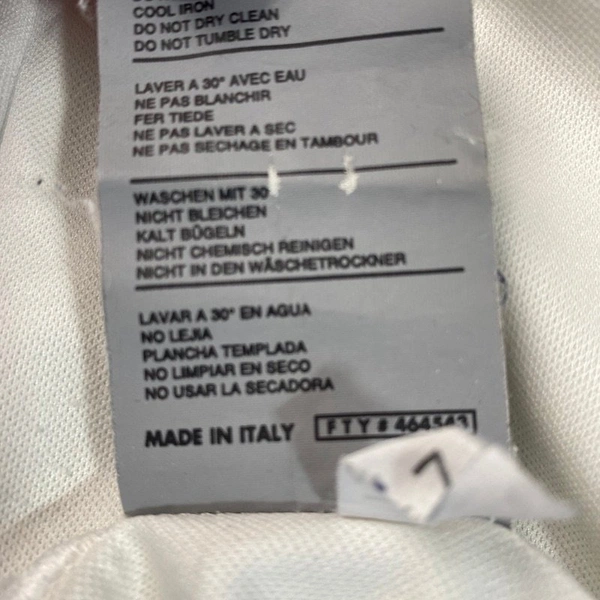 COOL IRON
DO NOT DRY CLEAN
DO NOT TUMBLE DRY
LAVER A 30° AVEC EAU
NE PAS BLANCHIR
FER TIEDE
NE PAS LAVER A SEC
NE PAS SECHAGE EN TAMBOUR
WASCHEN MIT 30
NICHT BLEICHEN
KALT BÜGELN
NICHT CHEMISCH REINIGEN
NICHT IN DEN WÄSCHETROCKNER
LAVAR A 30° EN AGUA
NO LEJIA
PLANCHA TEMPLADA
NO LIMPIAR EN SECO
NO USAR LA SECADORA
MADE IN ITALY FTY # 464543
7